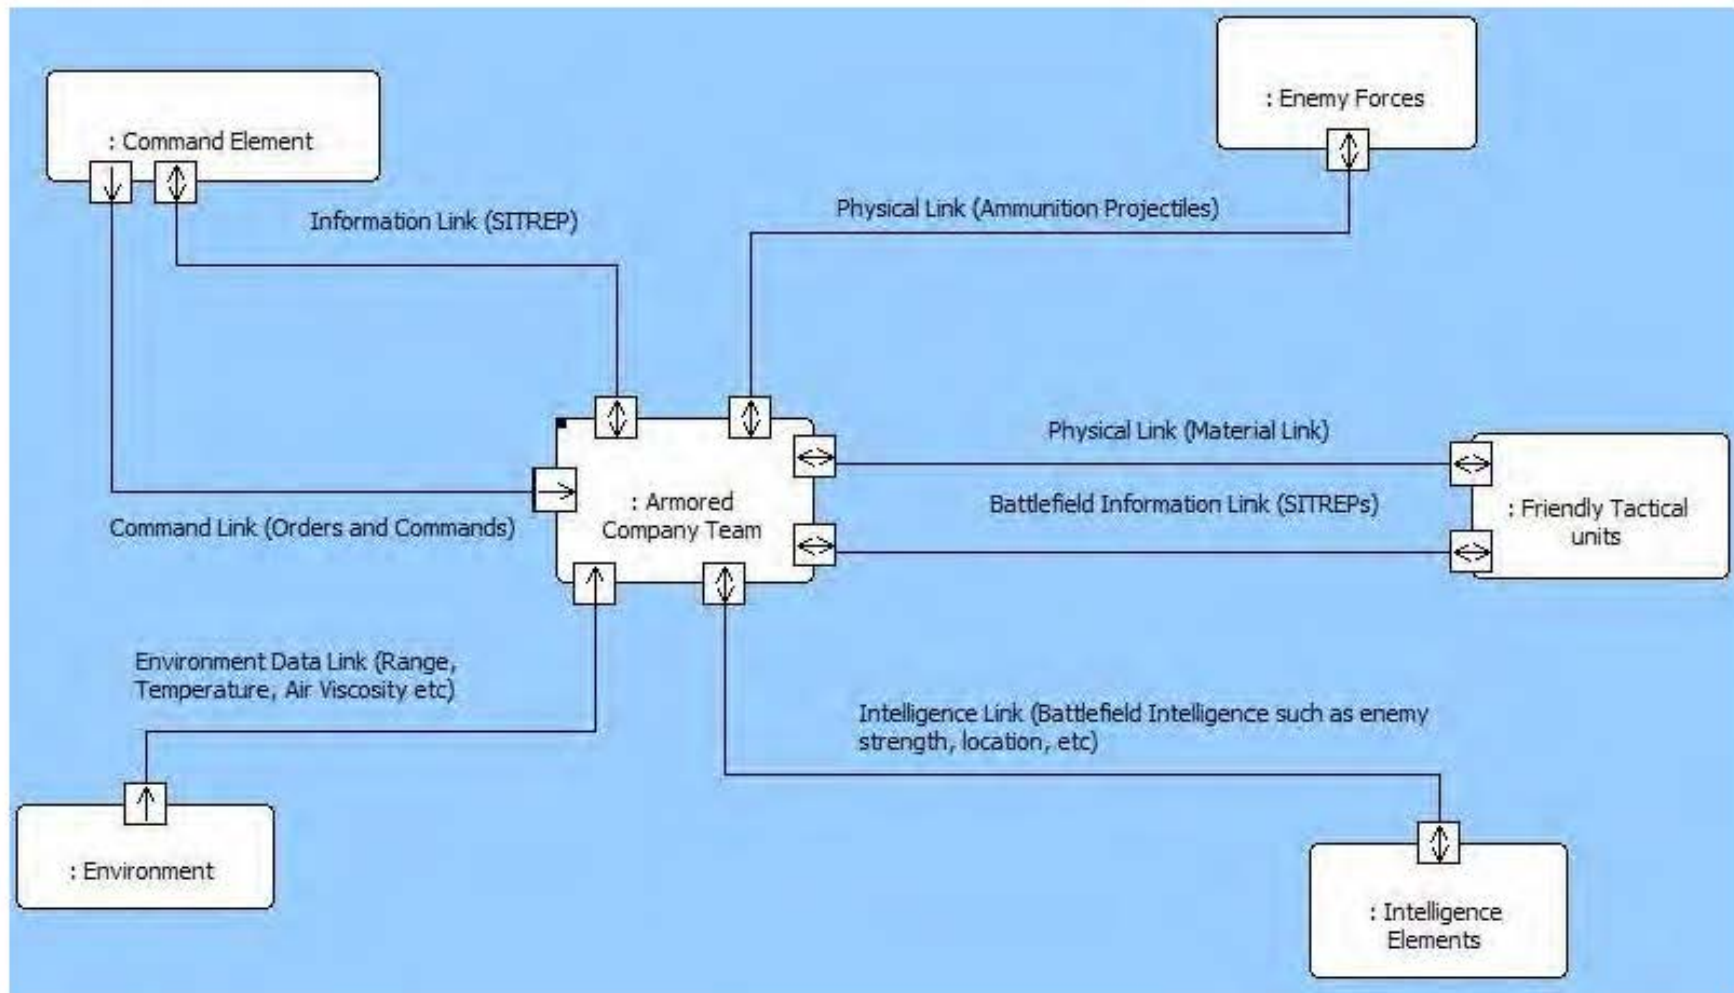 : Enemy Forces
: Command Element
Information Link (SITREP)
Physical Link (Ammunition Projectiles)
Physical Link (Material Link)
Battlefield Information Link (SITREPs)
: Armored
Company Team
: Friendly Tactical
units
Command Link (Orders and Commands)
Environment Data Link (Range,
Temperature, Air Viscosity etc)
Intelligence Link (Battlefield Intelligence such as enemy
strength, location, etc)
: Environment
: Intelligence
Elements